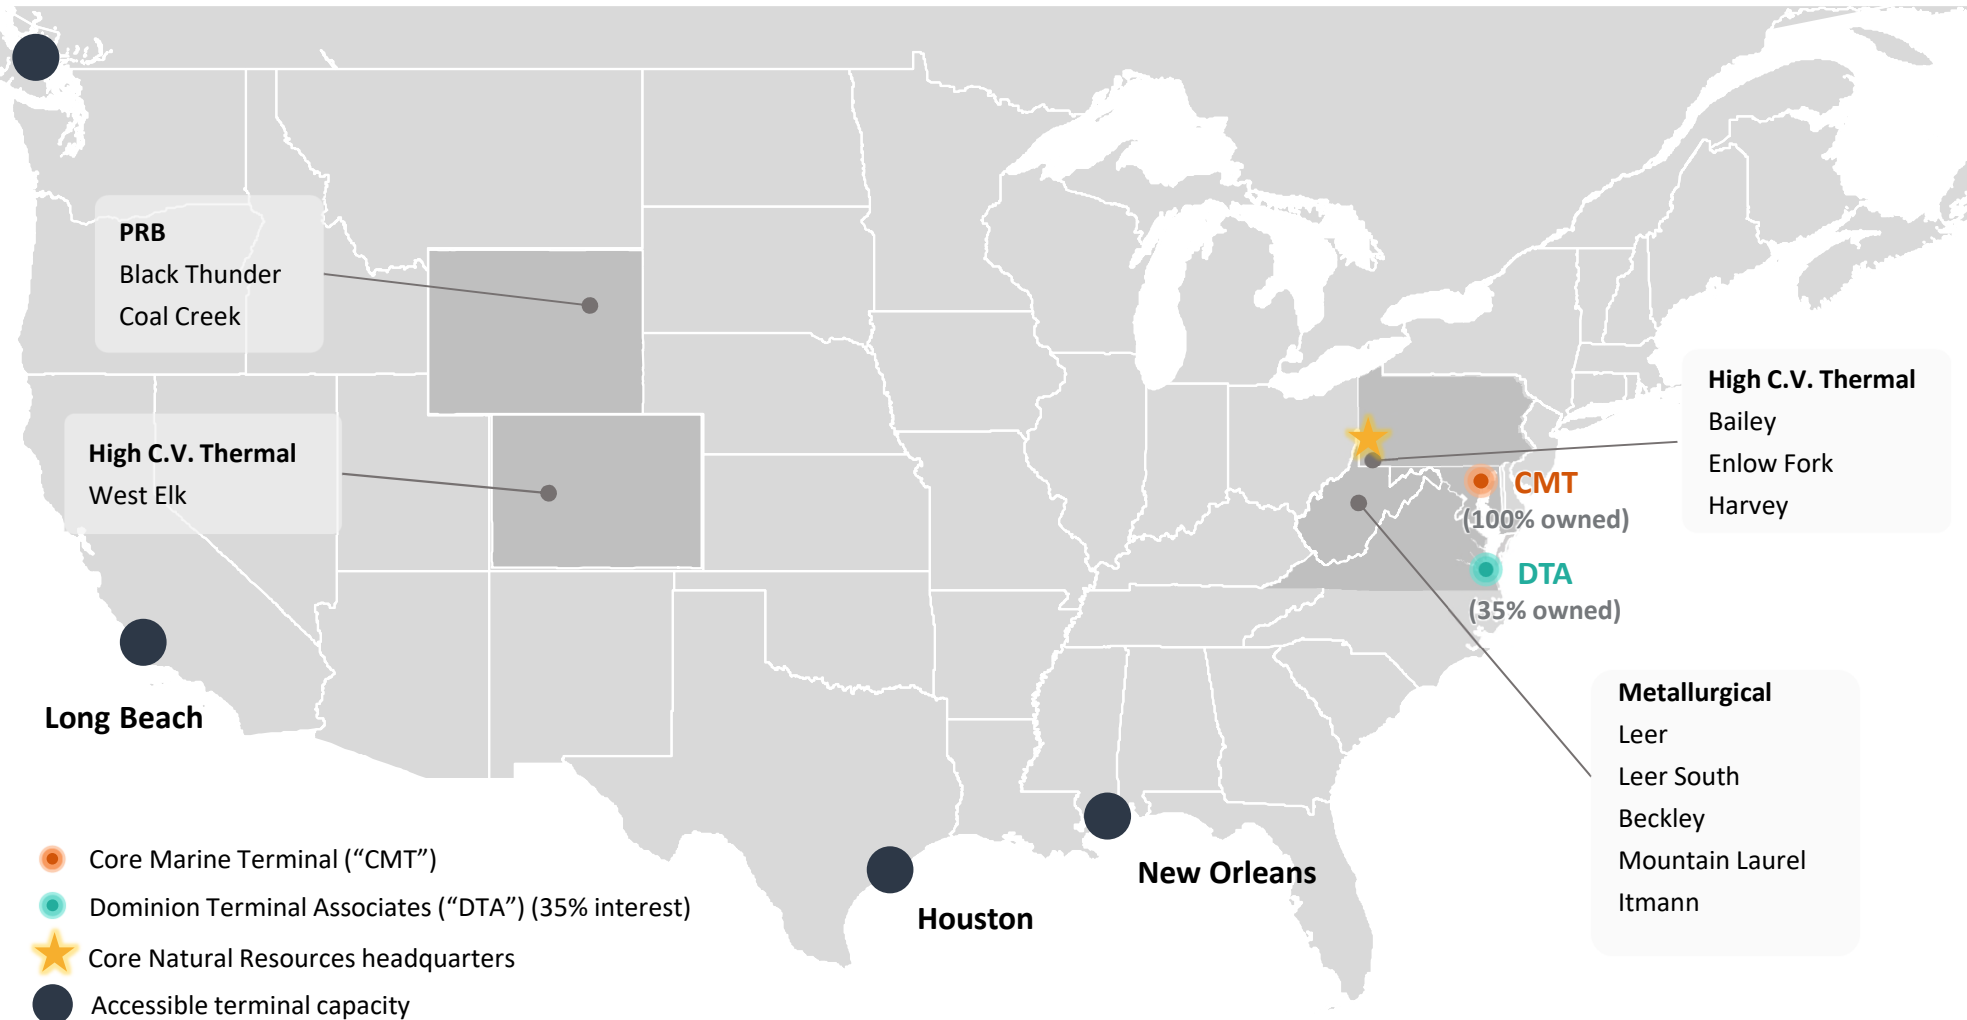 PRB
Black Thunder
Coal Creek
High C.V. Thermal
West Elk
High C.V. Thermal
Bailey
Enlow Fork
Harvey
CMT
(100% owned)
DTA
(35% owned)
Metallurgical
Leer
Leer South
Beckley
Mountain Laurel
Itmann
Long Beach
New Orleans
Houston
Core Marine Terminal (“CMT”)
Dominion Terminal Associates (“DTA”) (35% interest)
Core Natural Resources headquarters
Accessible terminal capacity